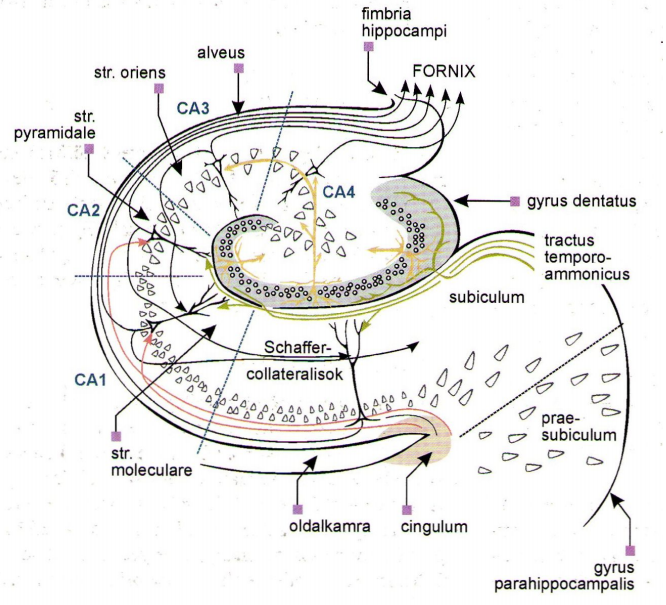 fimbria
hippocampi
alveus
FORNIX
str. oriens
CA3
str.
pyramidale
CA4
CA2
gyrus dentatus
tractus
temporo-
ammonicus
subiculum
Schaffer-
collateralisok
CA1
prae-
subiculum
str.
moleculare
oldalkamra
cingulum
gyrus
parahippocampalis